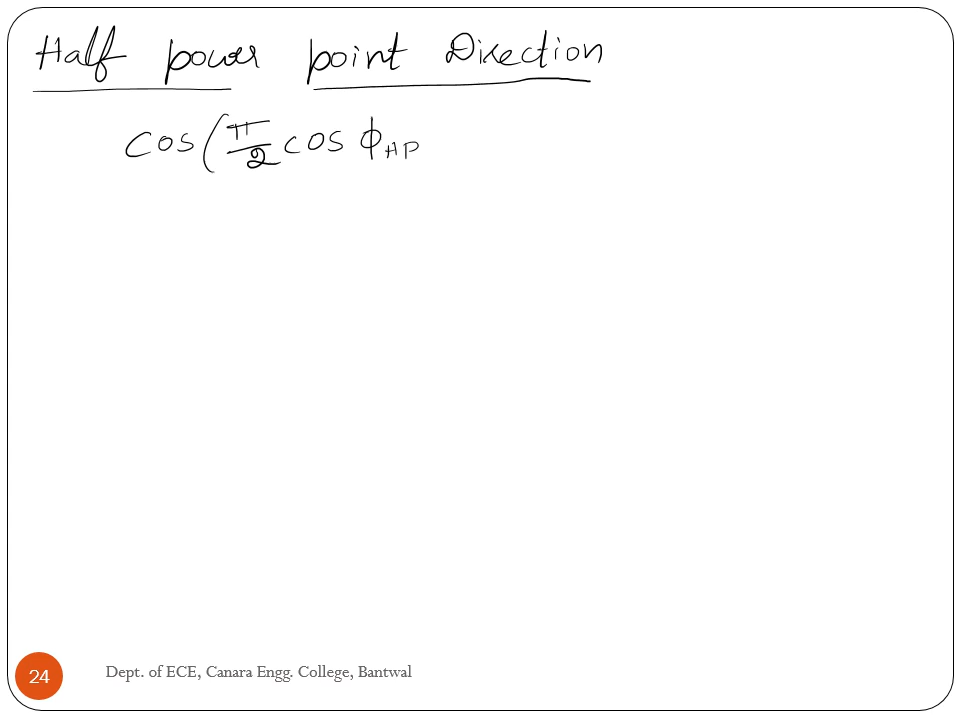 Half power point Direction
cos(π/2 cos ϕHP
24
Dept. of ECE, Canara Engg. College, Bantwal